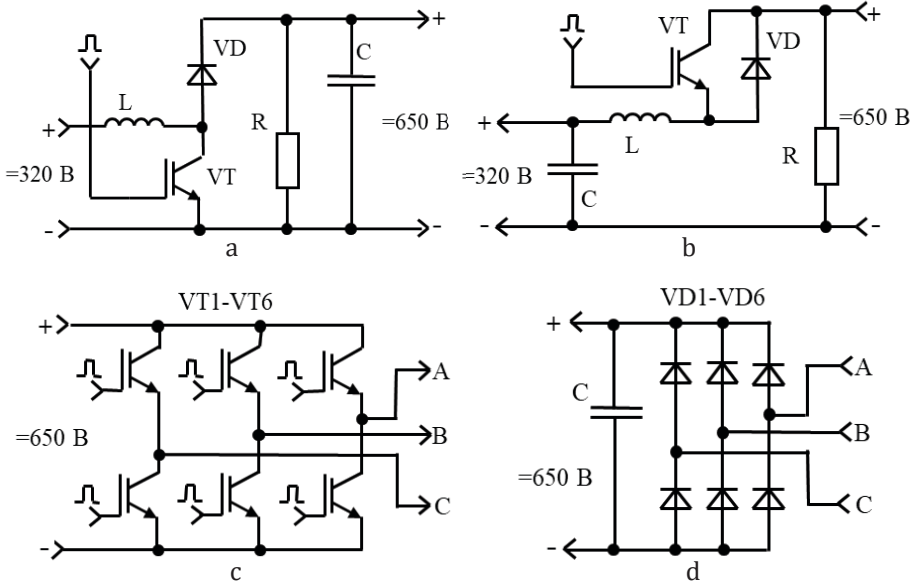 VD
C
+
+
L
R
=650 В
=320 В
VT
-
-
a
VT
VD
+
+
=650 В
L
R
=320 В
C
-
-
b
VT1-VT6
+
A
=650 В
B
C
-
c
VD1-VD6
+
A
C
B
=650 В
C
-
d